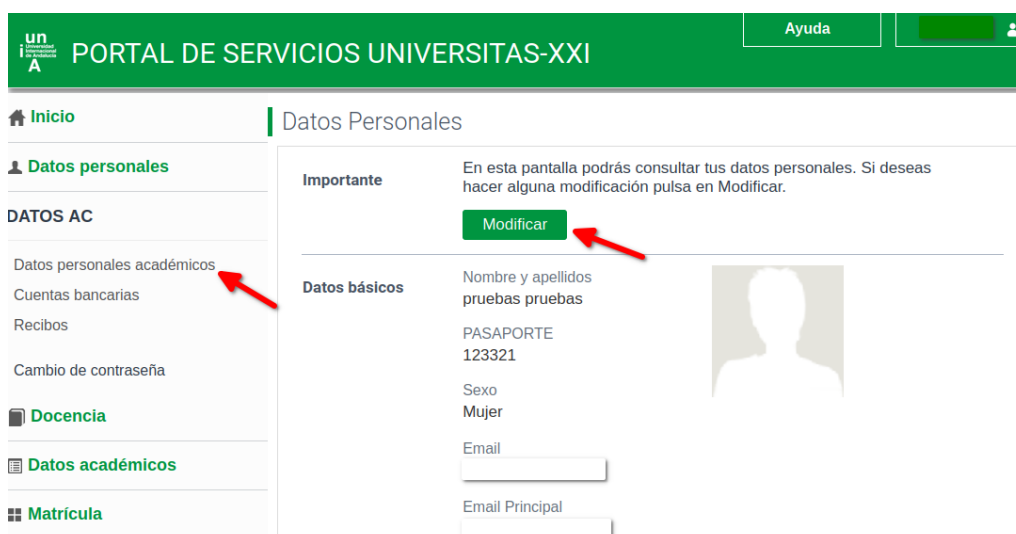 un
i Universidad
Internacional
de Andalucía
A
PORTAL DE SERVICIOS UNIVERSITAS-XXI
Ayuda
Inicio
Datos personales
DATOS AC
Datos personales académicos
Cuentas bancarias
Recibos
Cambio de contraseña
Docencia
Datos académicos
Matrícula
Datos Personales
Importante
En esta pantalla podrás consultar tus datos personales. Si deseas
hacer alguna modificación pulsa en Modificar.
Modificar
Datos básicos
Nombre y apellidos
pruebas pruebas
PASAPORTE
123321
Sexo
Mujer
Email
Email Principal